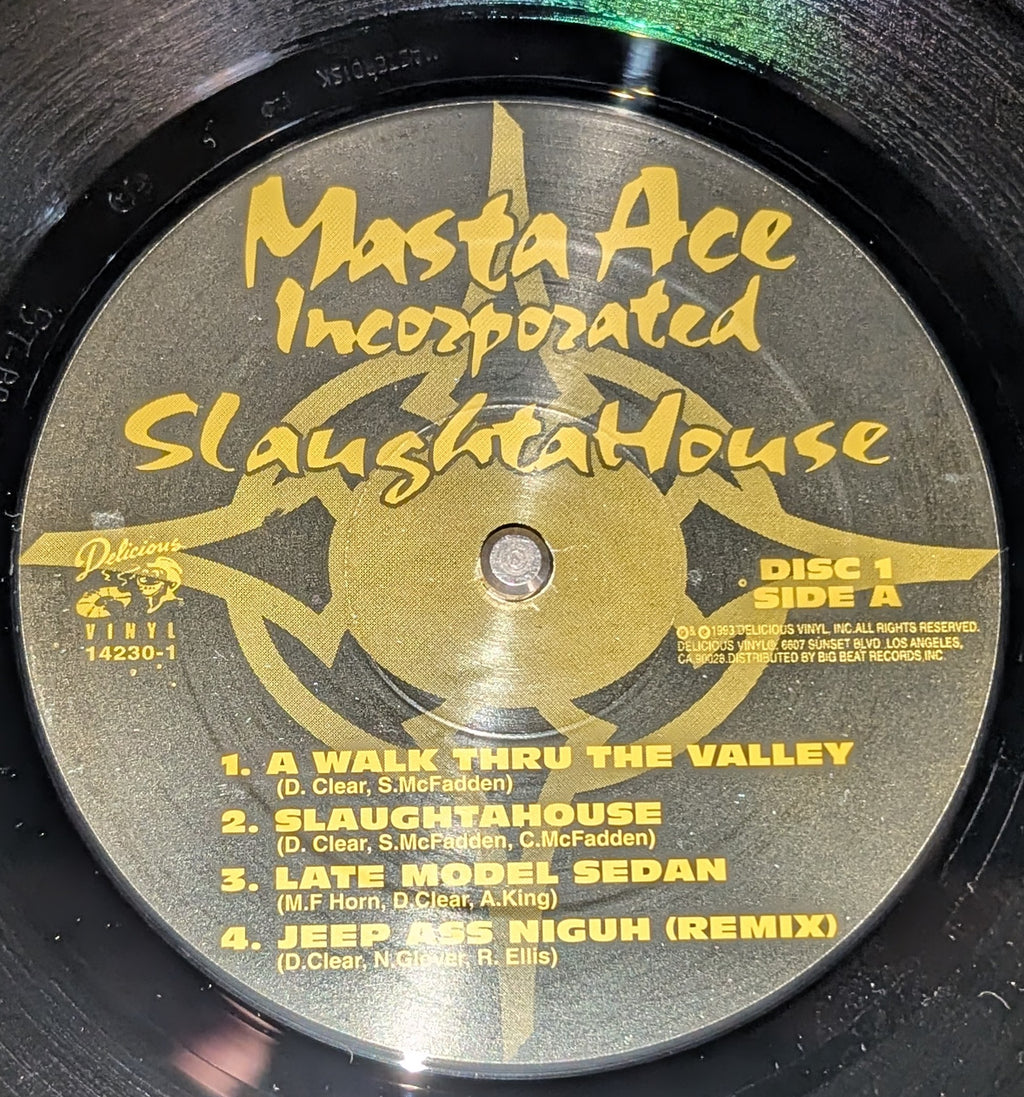 Masta Ace
Incorporated
SlaughtaHouse
Delicious
VINYL
14230-1
DISC 1
SIDE A
℗ & © 1993 DELICIOUS VINYL, INC. ALL RIGHTS RESERVED.
DELICIOUS VINYL®, 6607 SUNSET BLVD. LOS ANGELES,
CA 90028. DISTRIBUTED BY BIG BEAT RECORDS, INC.
1. A WALK THRU THE VALLEY
(D. Clear, S.McFadden)
2. SLAUGHTAHOUSE
(D. Clear, S.McFadden, C.McFadden)
3. LATE MODEL SEDAN
(M.F Horn, D.Clear, A.King)
4. JEEP ASS NIGUH (REMIX)
(D.Clear, N.Glover, R. Ellis)